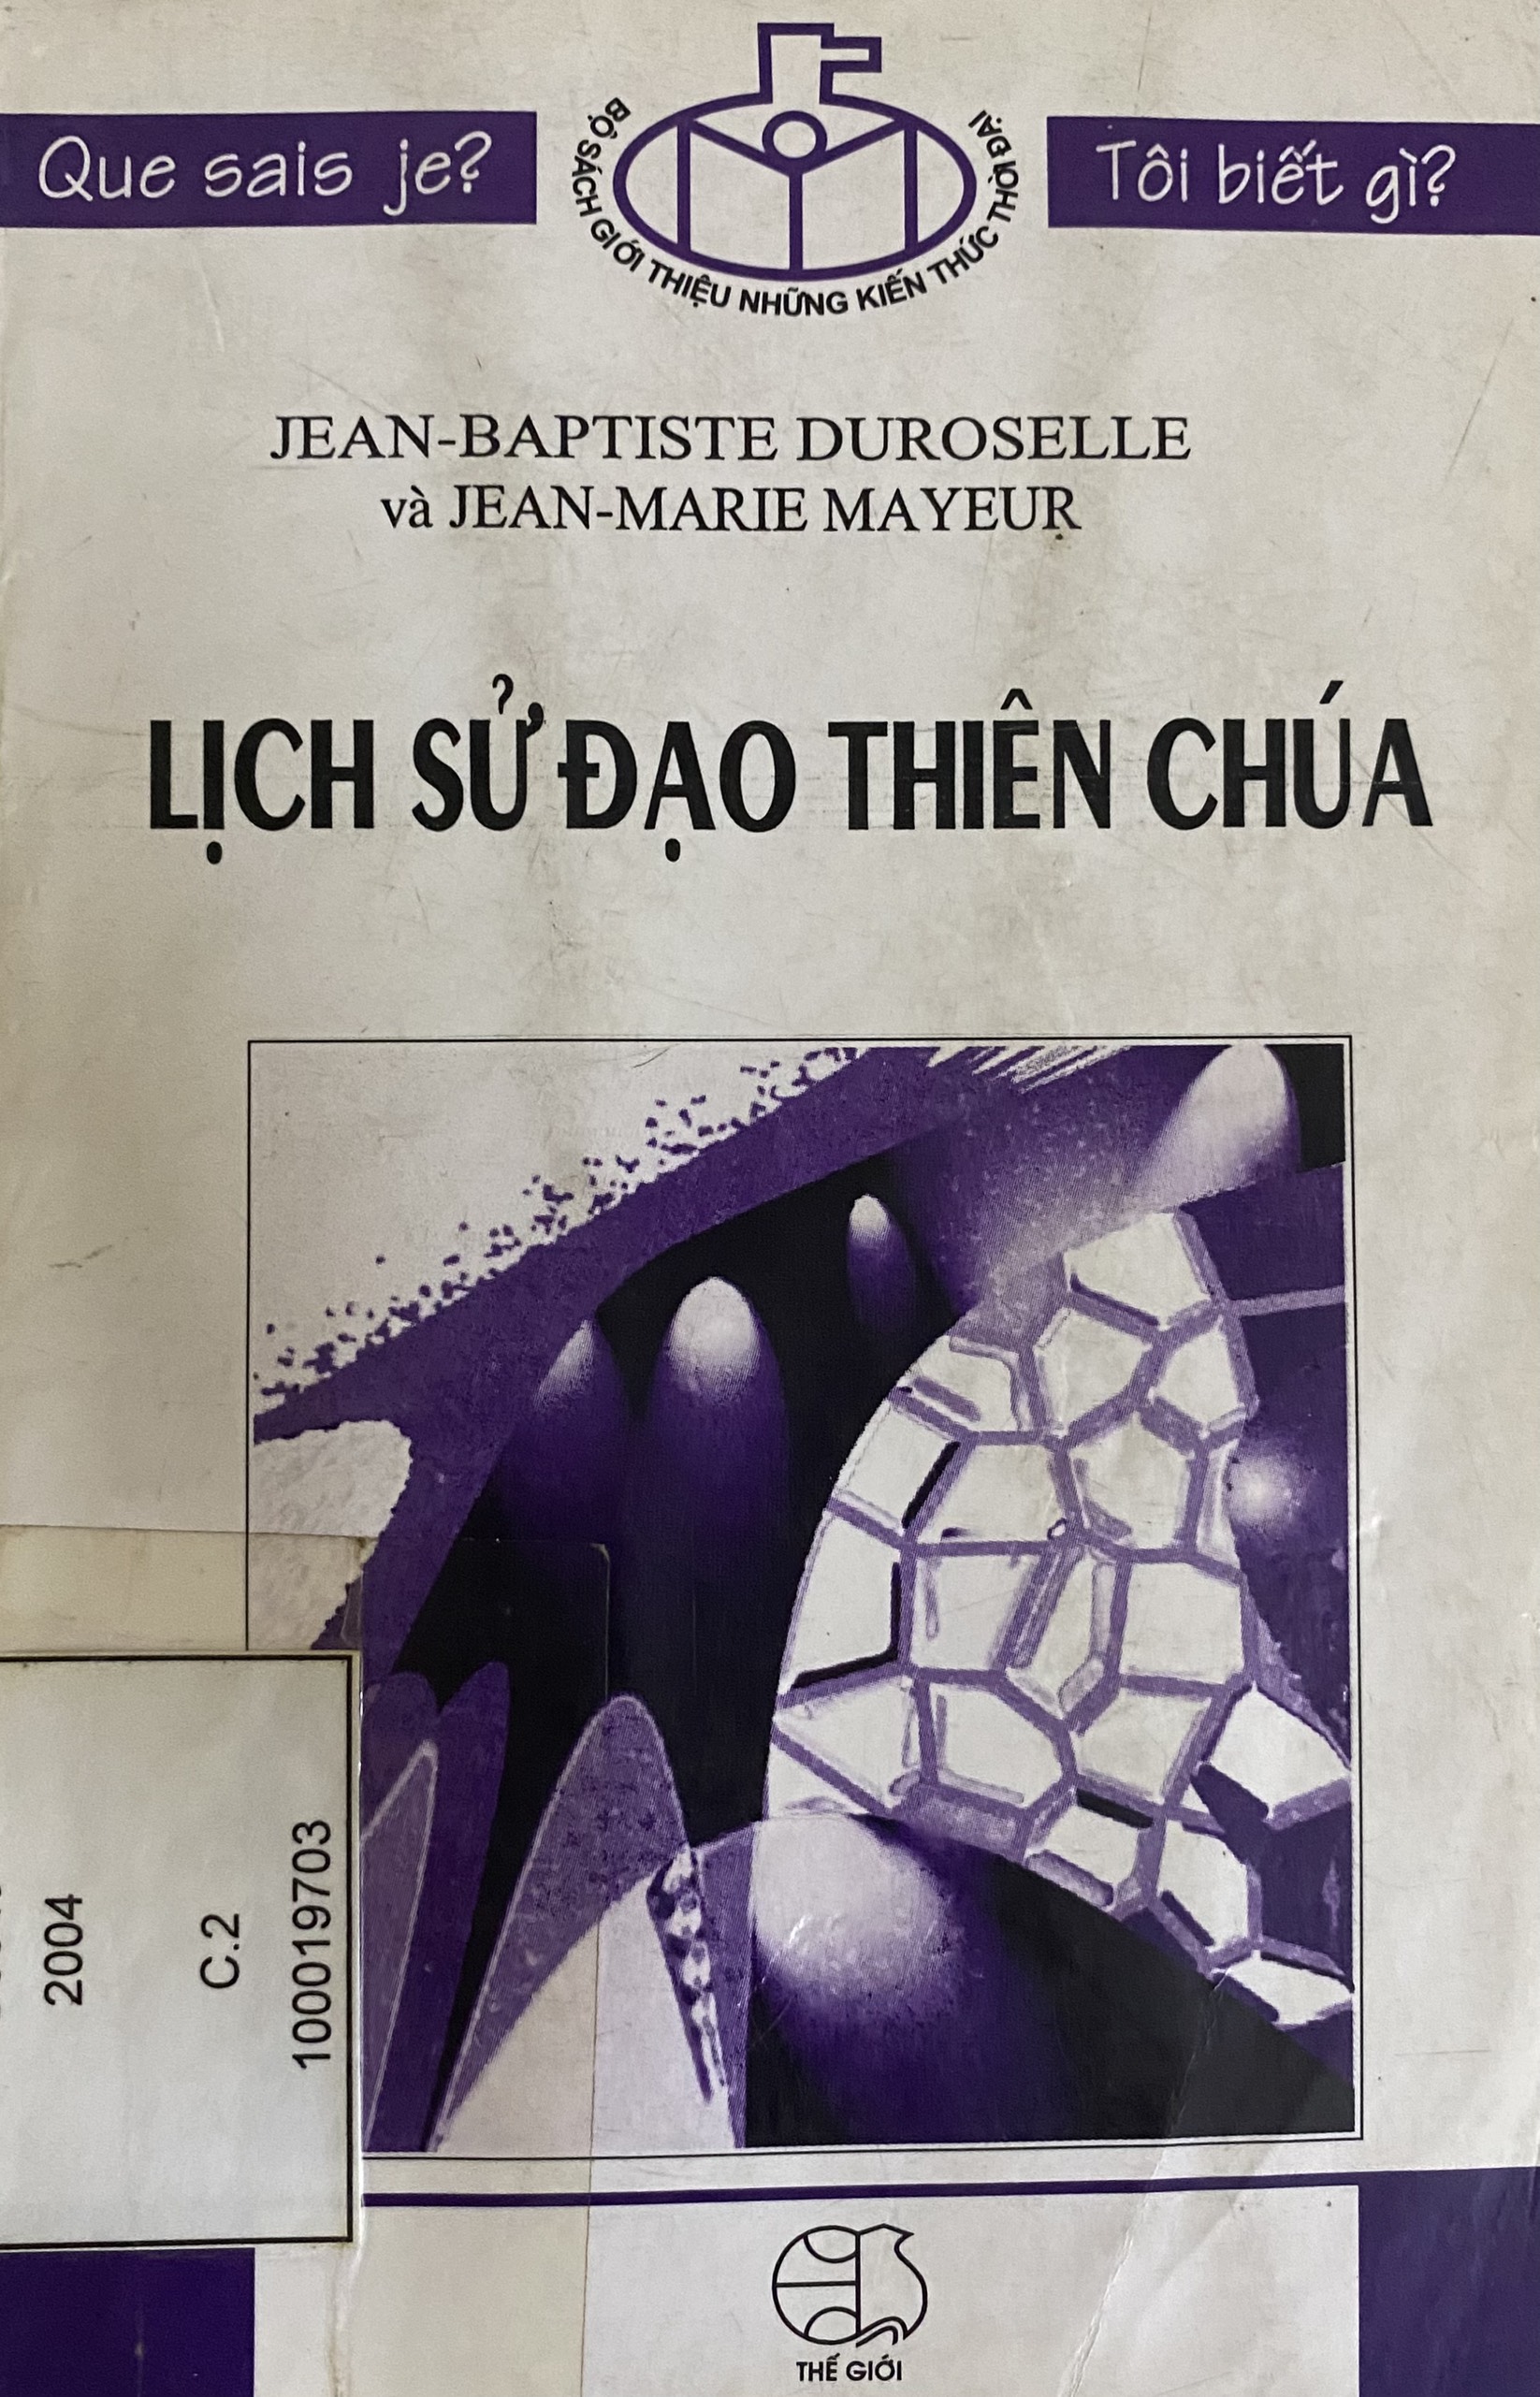 Que sais je?
BỘ SÁCH GIỚI THIỆU NHỮNG KIẾN THỨC THỜI ĐẠI
Tôi biết gì?
JEAN-BAPTISTE DUROSELLE
và JEAN-MARIE MAYEUR
LỊCH SỬ ĐẠO THIÊN CHÚA
2004
C.2
100019703
THẾ GIỚI